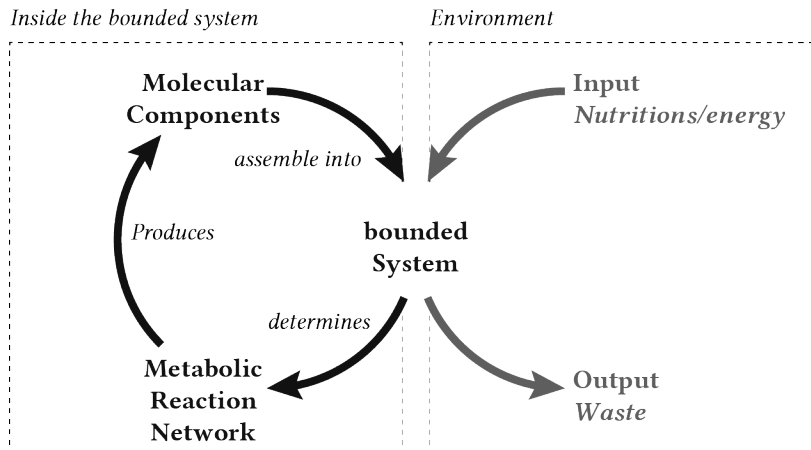 Inside the bounded system
Environment
Molecular
Components
Input
Nutritions/energy
assemble into
Produces
bounded
System
determines
Metabolic
Reaction
Network
Output
Waste